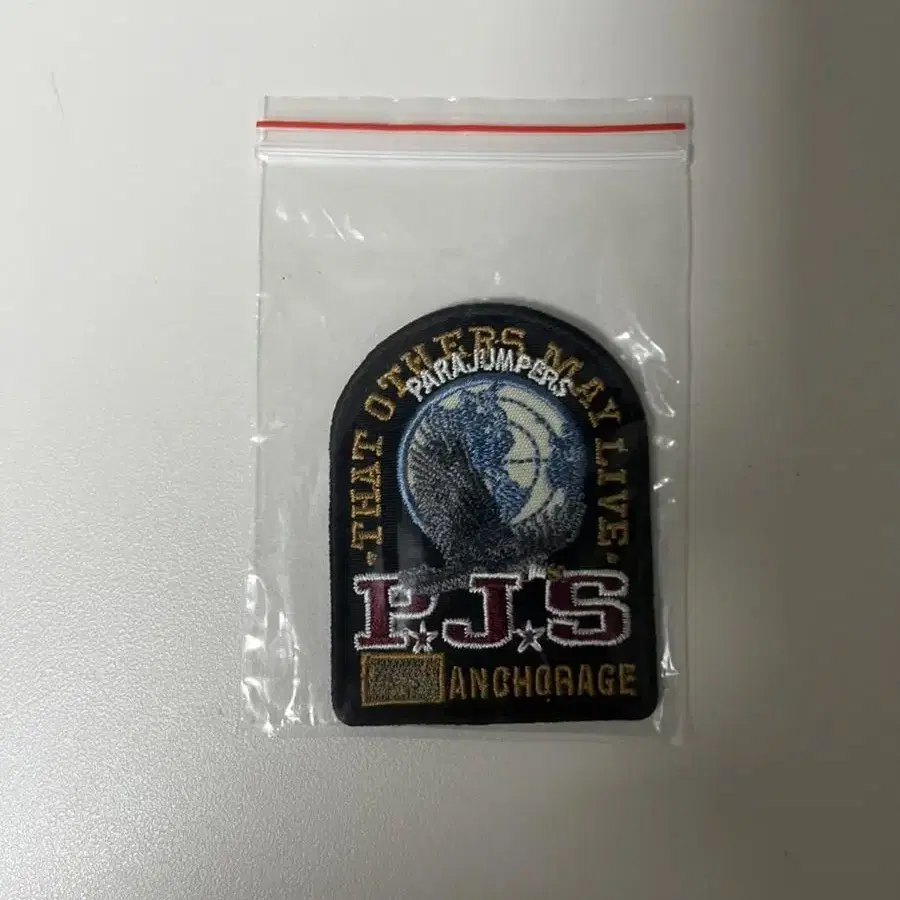 ·THAT OTHERS MAY LIVE·
PARAJUMPERS
P.J.S
ANCHORAGE